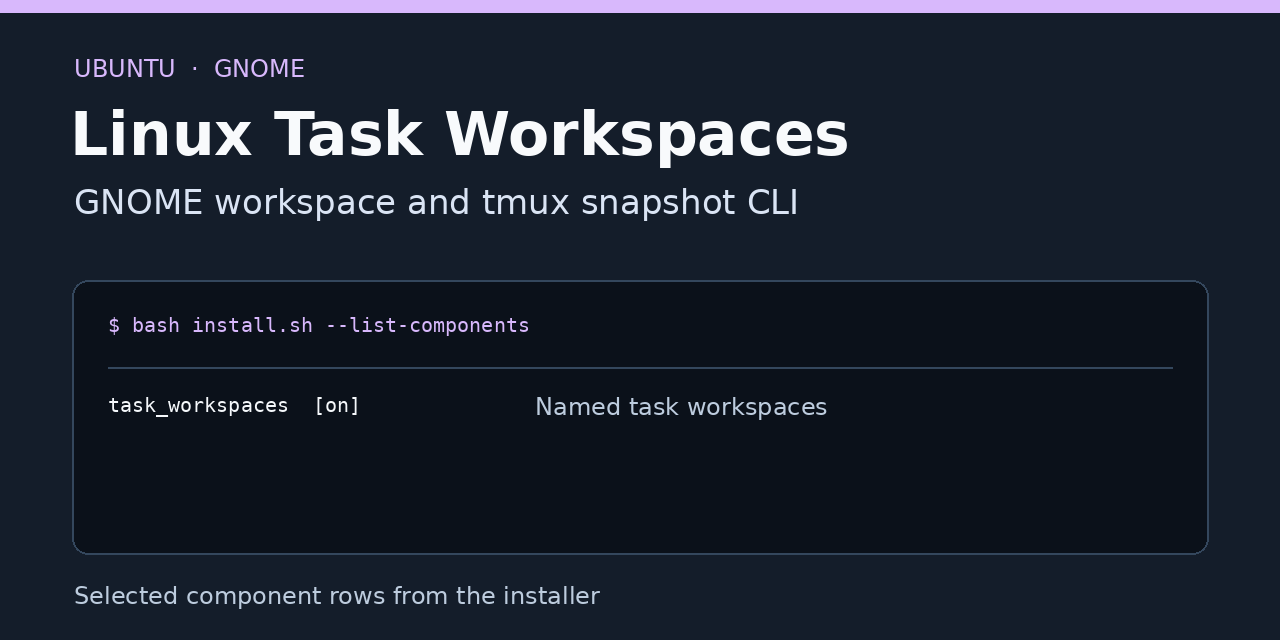 UBUNTU · GNOME
Linux Task Workspaces
GNOME workspace and tmux snapshot CLI
$ bash install.sh --list-components
task_workspaces [on] Named task workspaces
Selected component rows from the installer